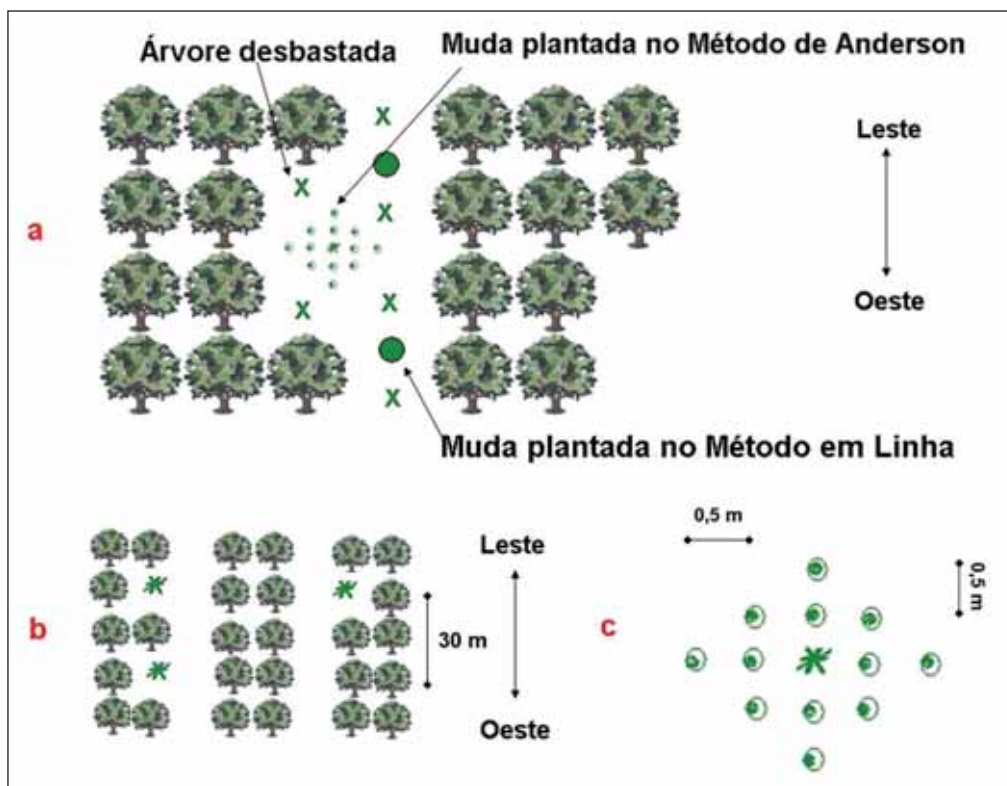 Árvore desbastada
Muda plantada no Método de Anderson
X
X
X
X
X
X
Leste
Oeste
a
Muda plantada no Método em Linha
b
Leste
30 m
Oeste
0,5 m
0,5 m
c